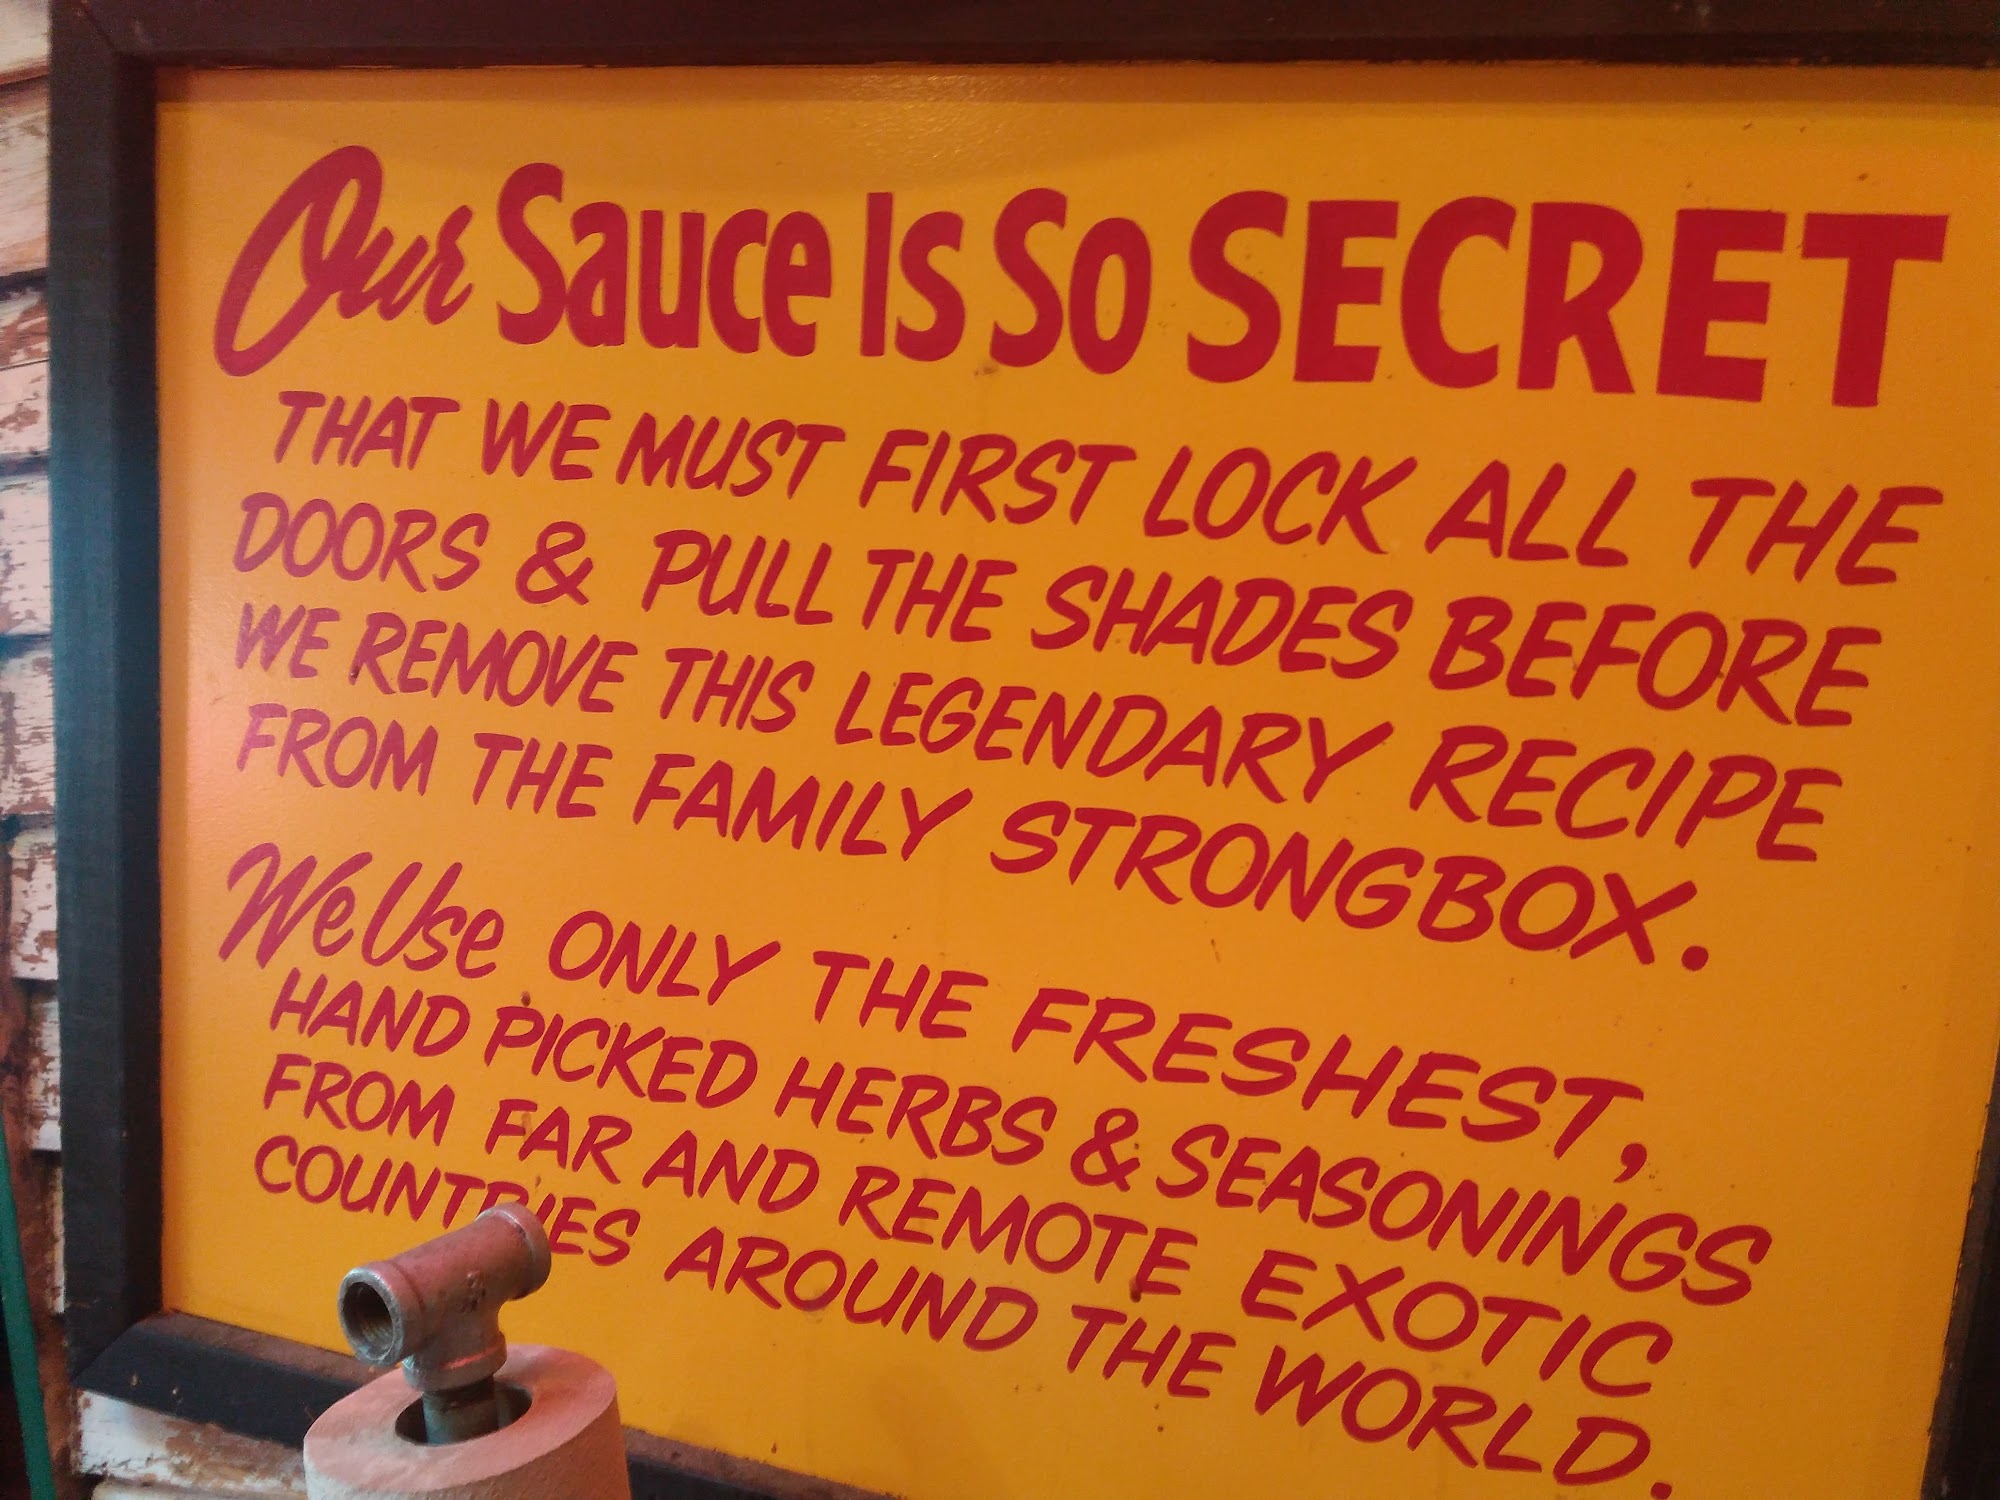 Our Sauce Is So SECRET
THAT WE MUST FIRST LOCK ALL THE
DOORS & PULL THE SHADES BEFORE
WE REMOVE THIS LEGENDARY RECIPE
FROM THE FAMILY STRONGBOX.
We Use ONLY THE FRESHEST,
HAND PICKED HERBS & SEASONINGS
FROM FAR AND REMOTE EXOTIC
COUNTRIES AROUND THE WORLD.